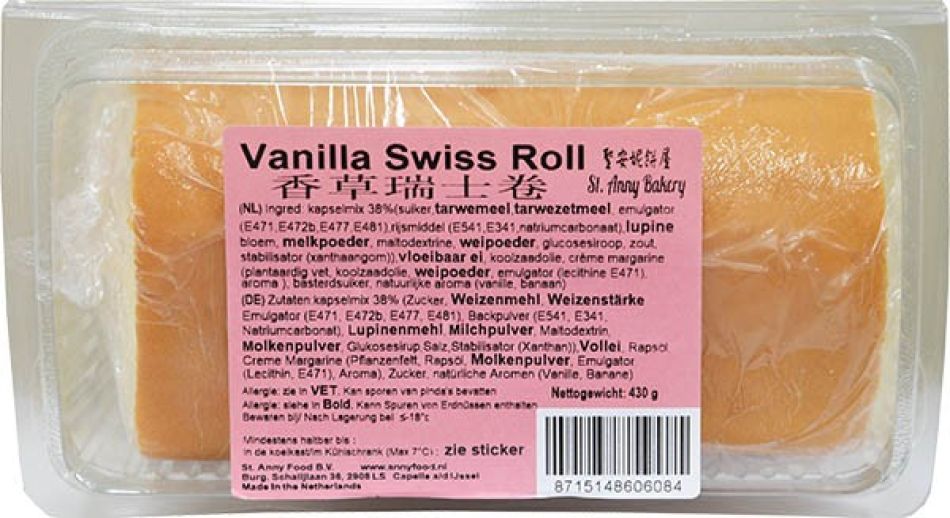 Vanilla Swiss Roll 聖安妮餅屋
香草瑞士卷 St. Anny Bakery
(NL) Ingred: kapselmix 38%(suiker,tarwemeel,tarwezetmeel, emulgator
(E471,E472b,E477,E481),rijsmiddel (E541,E341,natriumcarbonaat),lupine
bloem, melkpoeder, maltodextrine, weipoeder, glucosesiroop, zout,
stabilisator (xanthaangom)),vloeibaar ei, koolzaadolie, crème margarine
(plantaardig vet, koolzaadolie, weipoeder, emulgator (lecithine E471),
aroma ), basterdsuiker, natuurlijke aroma (vanille, banaan)
(DE) Zutaten:kapselmix 38% (Zucker, Weizenmehl, Weizenstärke
Emulgator (E471, E472b, E477, E481), Backpulver (E541, E341,
Natriumcarbonat), Lupinenmehl Milchpulver, Maltodextrin,
Molkenpulver, Glukosesirup,Salz,Stabilisator (Xanthan)),Vollei, Rapsöl
Creme Margarine (Pflanzenfett, Rapsöl, Molkenpulver, Emulgator
(Lecithin, E471), Aroma), Zucker, natürliche Aromen (Vanille, Banane)
Allergie: zie in VET. Kan sporen van pinda's bevatten Nettogewicht: 430 g
Allergie: siehe in Bold. Kann Spuren von Erdnüssen enthalten
Bewaren bij/ Nach Lagerung bei ≤-18°c
Mindestens haltbar bis :
in de koelkast/im Kühlschrank (Max 7°C) : zie sticker
St. Anny Food B.V. www.annyfood.nl
Burg. Schalijlaan 36, 2908 LS Capelle a/d IJssel
Made in the Netherlands
8715148606084